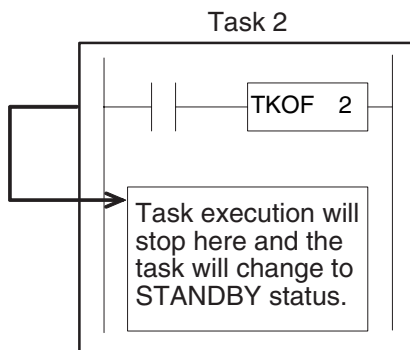 Task 2
TKOF 2
Task execution will
stop here and the
task will change to
STANDBY status.